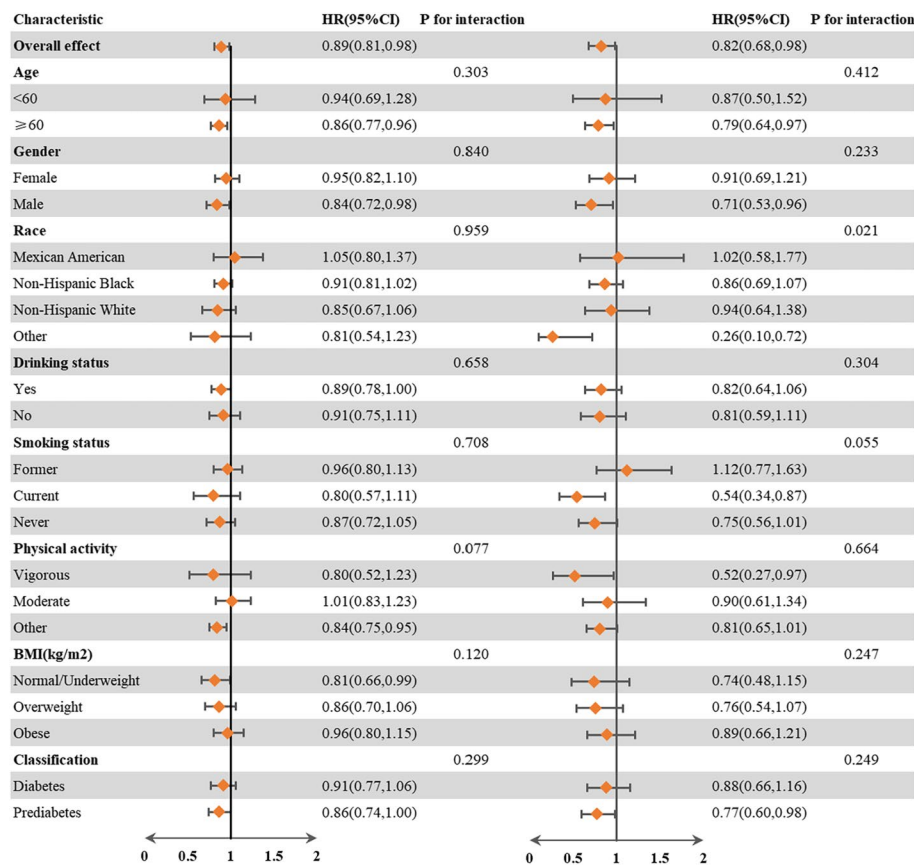 Characteristic HR(95%CI) P for interaction HR(95%CI) P for interaction
Overall effect 0.89(0.81,0.98) 0.82(0.68,0.98)
Age 0.303 0.412
<60 0.94(0.69,1.28) 0.87(0.50,1.52)
⩾60 0.86(0.77,0.96) 0.79(0.64,0.97)
Gender 0.840 0.233
Female 0.95(0.82,1.10) 0.91(0.69,1.21)
Male 0.84(0.72,0.98) 0.71(0.53,0.96)
Race 0.959 0.021
Mexican American 1.05(0.80,1.37) 1.02(0.58,1.77)
Non-Hispanic Black 0.91(0.81,1.02) 0.86(0.69,1.07)
Non-Hispanic White 0.85(0.67,1.06) 0.94(0.64,1.38)
Other 0.81(0.54,1.23) 0.26(0.10,0.72)
Drinking status 0.658 0.304
Yes 0.89(0.78,1.00) 0.82(0.64,1.06)
No 0.91(0.75,1.11) 0.81(0.59,1.11)
Smoking status 0.708 0.055
Former 0.96(0.80,1.13) 1.12(0.77,1.63)
Current 0.80(0.57,1.11) 0.54(0.34,0.87)
Never 0.87(0.72,1.05) 0.75(0.56,1.01)
Physical activity 0.077 0.664
Vigorous 0.80(0.52,1.23) 0.52(0.27,0.97)
Moderate 1.01(0.83,1.23) 0.90(0.61,1.34)
Other 0.84(0.75,0.95) 0.81(0.65,1.01)
BMI(kg/m2) 0.120 0.247
Normal/Underweight 0.81(0.66,0.99) 0.74(0.48,1.15)
Overweight 0.86(0.70,1.06) 0.76(0.54,1.07)
Obese 0.96(0.80,1.15) 0.89(0.66,1.21)
Classification 0.299 0.249
Diabetes 0.91(0.77,1.06) 0.88(0.66,1.16)
Prediabetes 0.86(0.74,1.00) 0.77(0.60,0.98)
0 0.5 1 1.5 2 0 0.5 1 1.5 2